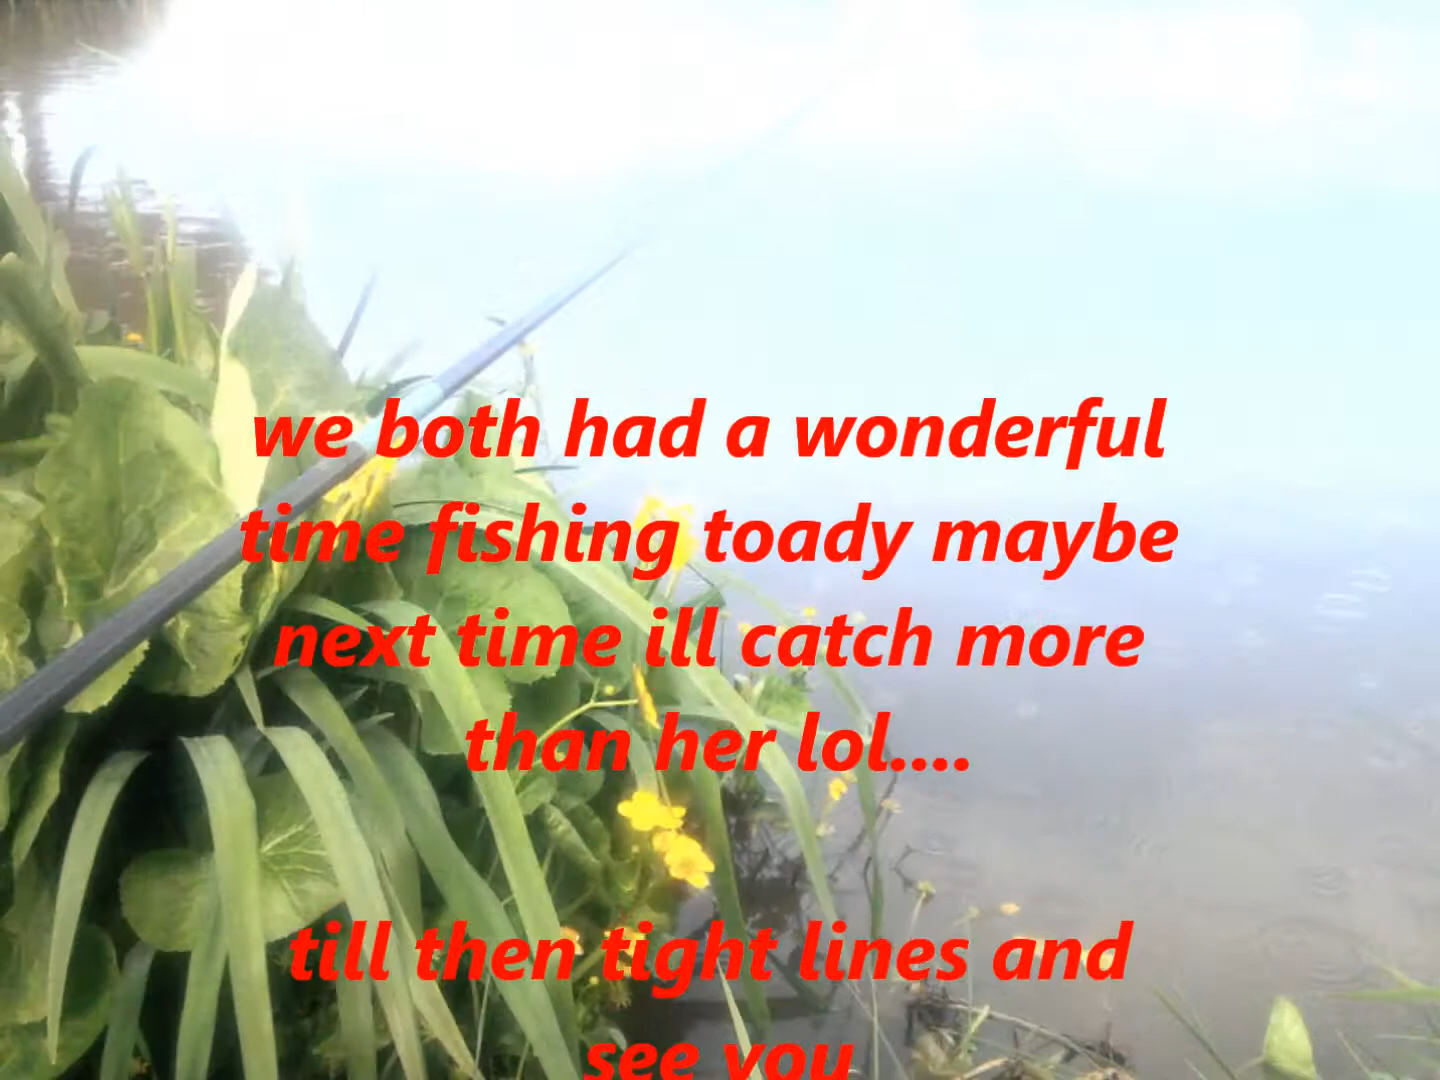 we both had a wonderful
time fishing toady maybe
next time ill catch more
than her lol....
till then tight lines and
see you